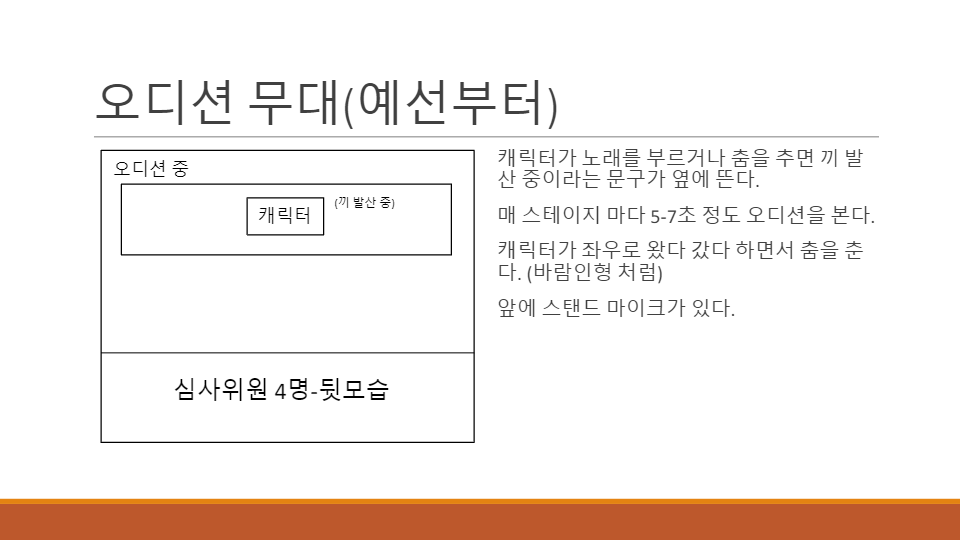 오디션 무대(예선부터)
오디션 중
캐릭터
(끼 발산 중)
심사위원 4명-뒷모습
캐릭터가 노래를 부르거나 춤을 추면 끼 발
산 중이라는 문구가 옆에 뜬다.
매 스테이지 마다 5-7초 정도 오디션을 본다.
캐릭터가 좌우로 왔다 갔다 하면서 춤을 춘
다. (바람인형 처럼)
앞에 스탠드 마이크가 있다.